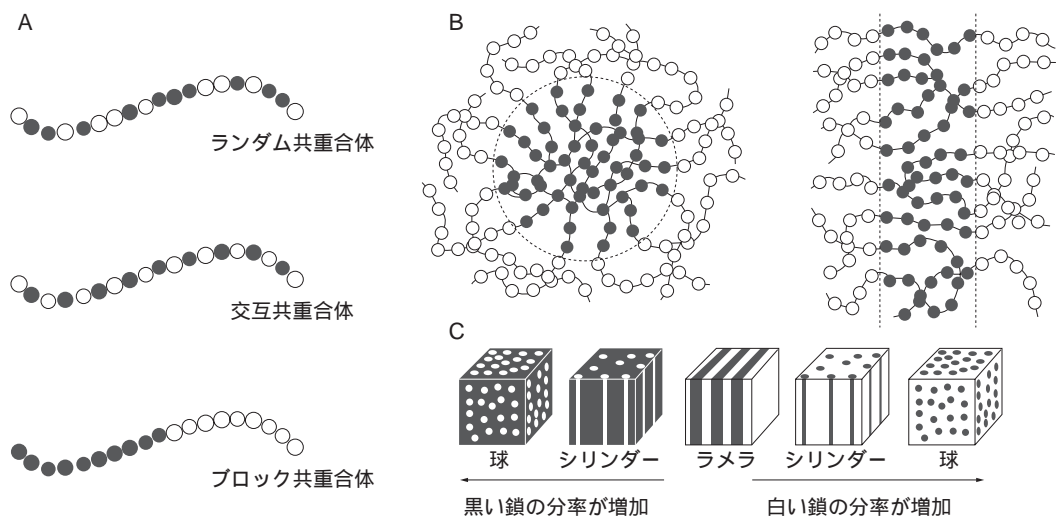 A
ランダム共重合体
交互共重合体
ブロック共重合体
B
C
球 シリンダー ラメラ シリンダー 球
黒い鎖の分率が増加 白い鎖の分率が増加